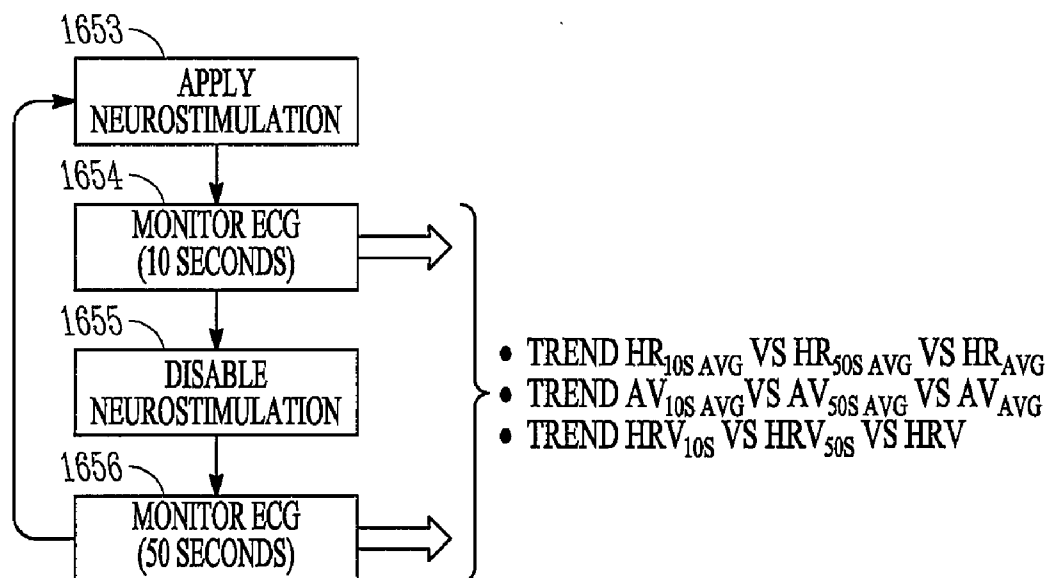 1653
APPLY
NEUROSTIMULATION
1654
MONITOR ECG
(10 SECONDS)
1655
DISABLE
NEUROSTIMULATION
1656
MONITOR ECG
(50 SECONDS)
• TREND HR10S AVG VS HR50S AVG VS HRAVG
• TREND AV10S AVG VS AV50S AVG VS AVAVG
• TREND HRV10S VS HRV50S VS HRV